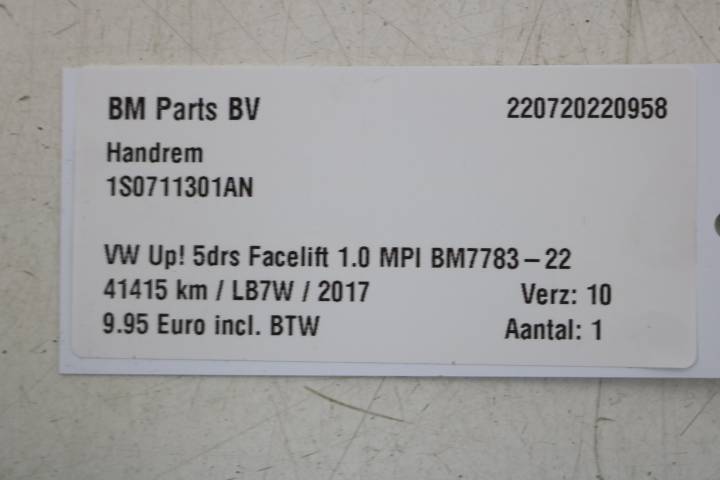 BM Parts BV 220720220958
Handrem
1S0711301AN
VW Up! 5drs Facelift 1.0 MPI BM7783-22
41415 km / LB7W / 2017 Verz: 10
9.95 Euro incl. BTW Aantal: 1